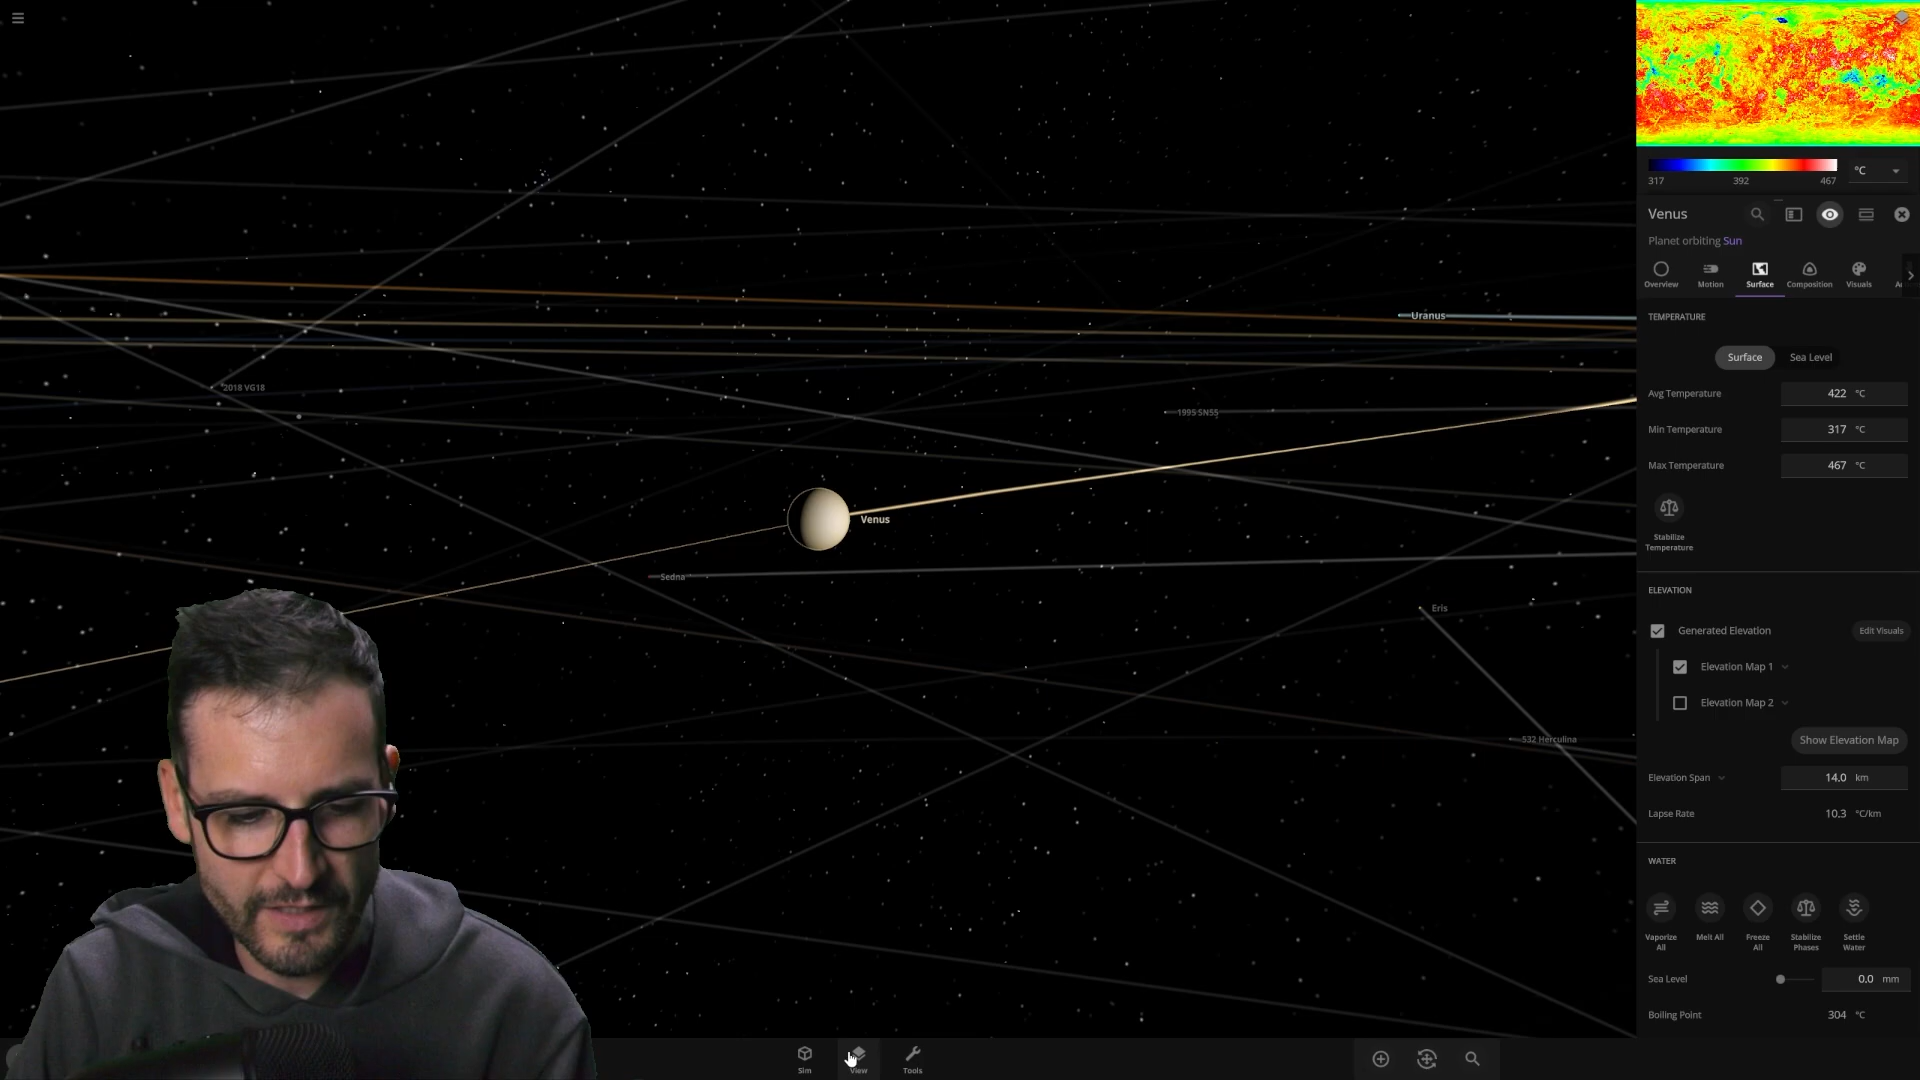 317 392 467 °C
Venus
Planet orbiting Sun
Overview Motion Surface Composition Visuals
TEMPERATURE
Uranus
Surface Sea Level
2018 VG18
Avg Temperature 422 °C
1995 SN55
Min Temperature 317 °C
Max Temperature 467 °C
Venus
Stabilize
Temperature
Sedna
ELEVATION
Eris
Generated Elevation Edit Visuals
Elevation Map 1
Elevation Map 2
532 Herculina
Show Elevation Map
Elevation Span 14.0 km
Lapse Rate 10.3 °C/km
WATER
Vaporize All Melt All Freeze All Stabilize Phases Settle Water
Sea Level 0.0 mm
Boiling Point 304 °C
Sim View Tools